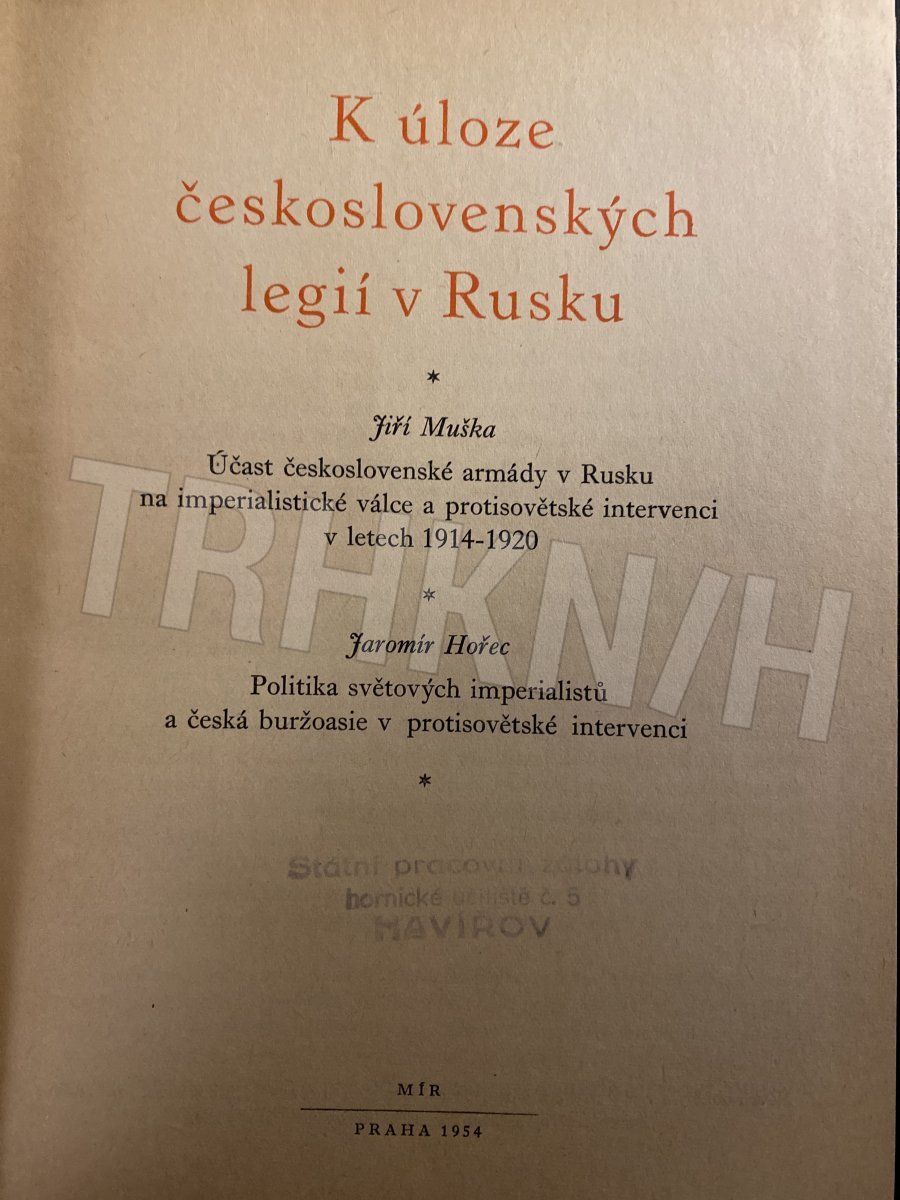 K úloze
československých
legií v Rusku
*
Jiří Muška
Účast československé armády v Rusku
na imperialistické válce a protisovětské intervenci
v letech 1914-1920
*
Jaromír Hořec
Politika světových imperialistů
a česká buržoasie v protisovětské intervenci
*
TRHKN/H
Státní pracovní zálohy
hornické učiliště č. 5
HAVÍŘOV
MÍR
PRAHA 1954